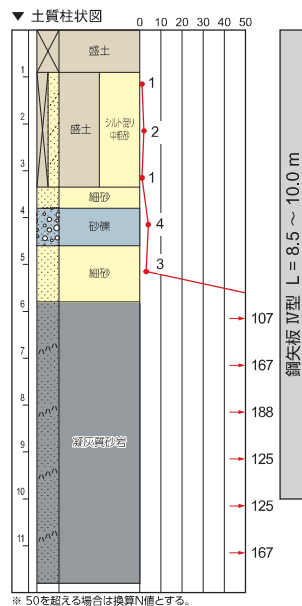 ▼ 土質柱状図
0 10 20 30 40 50
盛土
1
1
盛土
シルト混り
中粗砂
2
2
3
1
細砂
4
砂礫
4
5
細砂
3
6
107
7
167
8
188
凝灰質砂岩
9
125
10
125
11
167
鋼矢板 Ⅳ型 L = 8.5 ～ 10.0 m
※ 50を超える場合は換算N値とする。